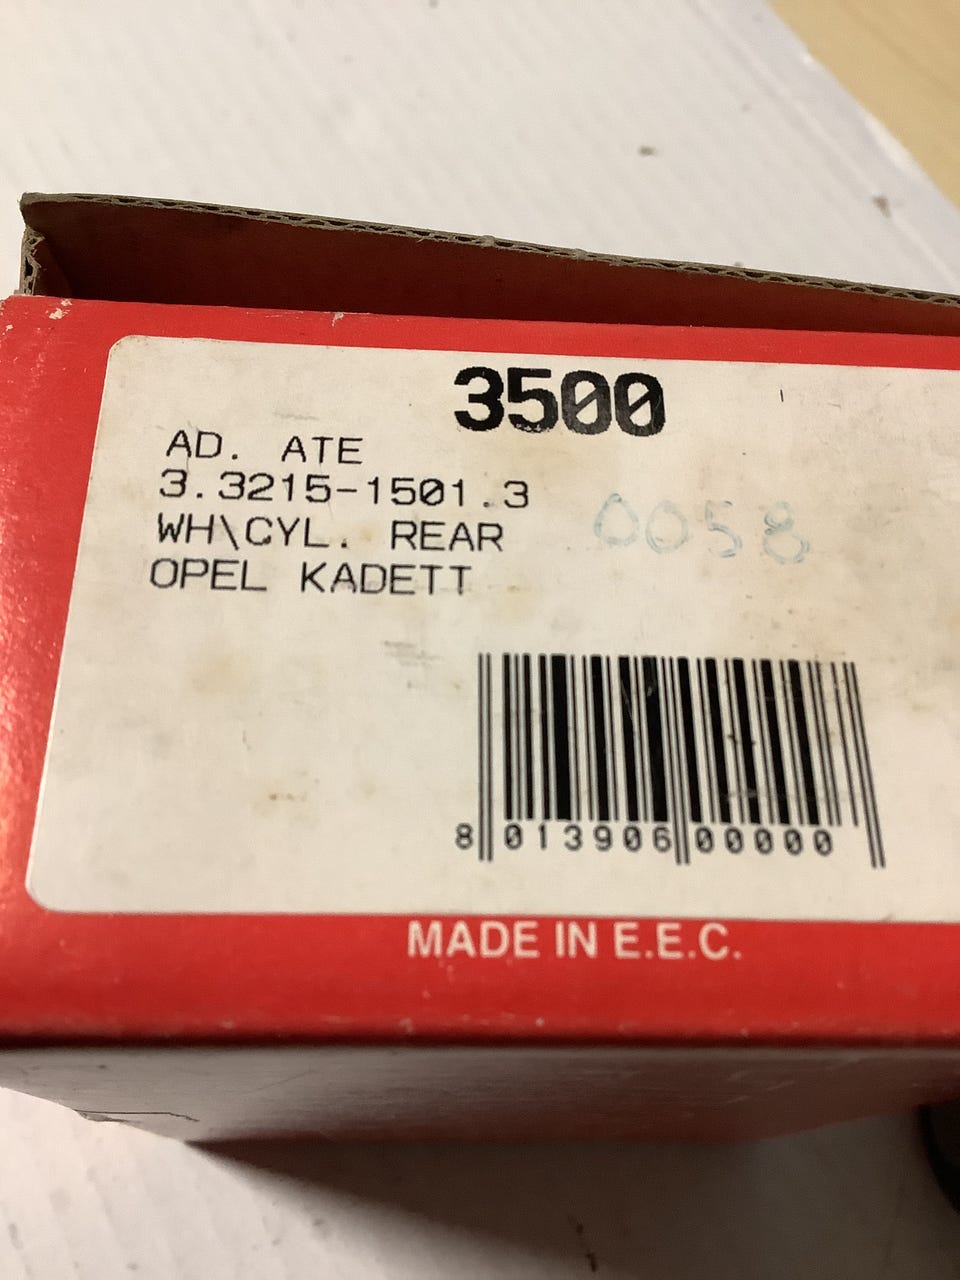 3500
AD. ATE
3.3215-1501.3
WH\CYL. REAR
OPEL KADETT
0058
8 013906 00000
MADE IN E.E.C.